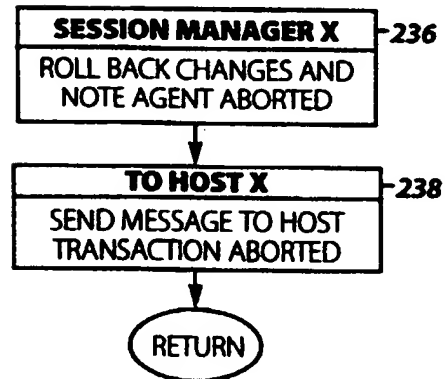 SESSION MANAGER X
236
ROLL BACK CHANGES AND
NOTE AGENT ABORTED
TO HOST X
238
SEND MESSAGE TO HOST
TRANSACTION ABORTED
RETURN